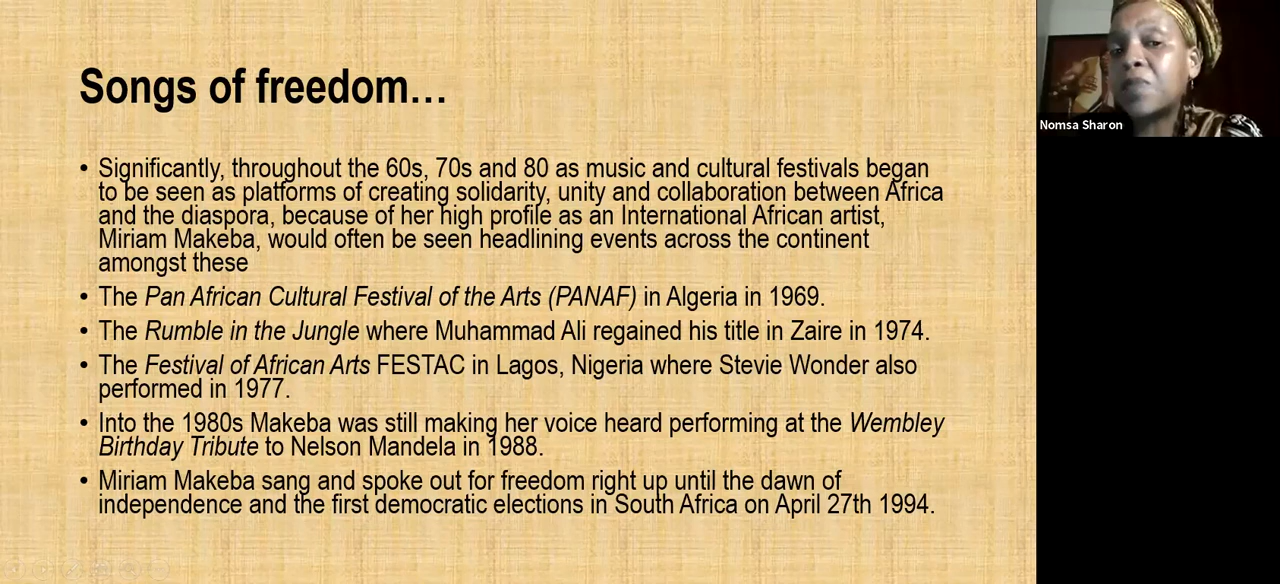 Songs of freedom…
• Significantly, throughout the 60s, 70s and 80 as music and cultural festivals began
to be seen as platforms of creating solidarity, unity and collaboration between Africa
and the diaspora, because of her high profile as an International African artist,
Miriam Makeba, would often be seen headlining events across the continent
amongst these
• The Pan African Cultural Festival of the Arts (PANAF) in Algeria in 1969.
• The Rumble in the Jungle where Muhammad Ali regained his title in Zaire in 1974.
• The Festival of African Arts FESTAC in Lagos, Nigeria where Stevie Wonder also
performed in 1977.
• Into the 1980s Makeba was still making her voice heard performing at the Wembley
Birthday Tribute to Nelson Mandela in 1988.
• Miriam Makeba sang and spoke out for freedom right up until the dawn of
independence and the first democratic elections in South Africa on April 27th 1994.
Nomsa Sharon